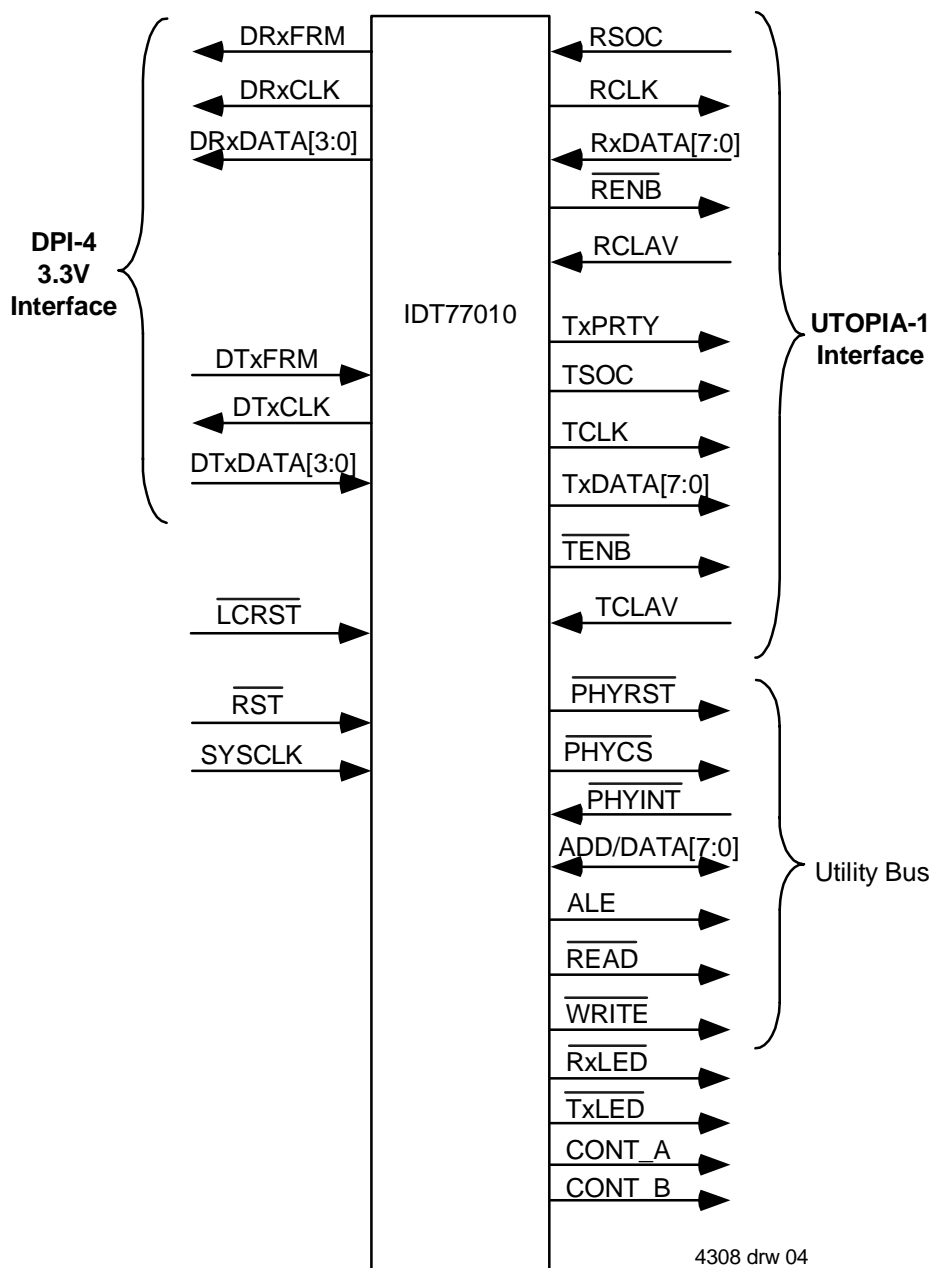 DRxFRM
DRxCLK
DRxDATA[3:0]
DPI-4
3.3V
Interface
DTxFRM
DTxCLK
DTxDATA[3:0]
LCRST
RST
SYSCLK
IDT77010
RSOC
RCLK
RxDATA[7:0]
RENB
RCLAV
TxPRTY
TSOC
TCLK
TxDATA[7:0]
TENB
TCLAV
UTOPIA-1
Interface
PHYRST
PHYCS
PHYINT
ADD/DATA[7:0]
ALE
READ
WRITE
Utility Bus
RxLED
TxLED
CONT_A
CONT_B
4308 drw 04